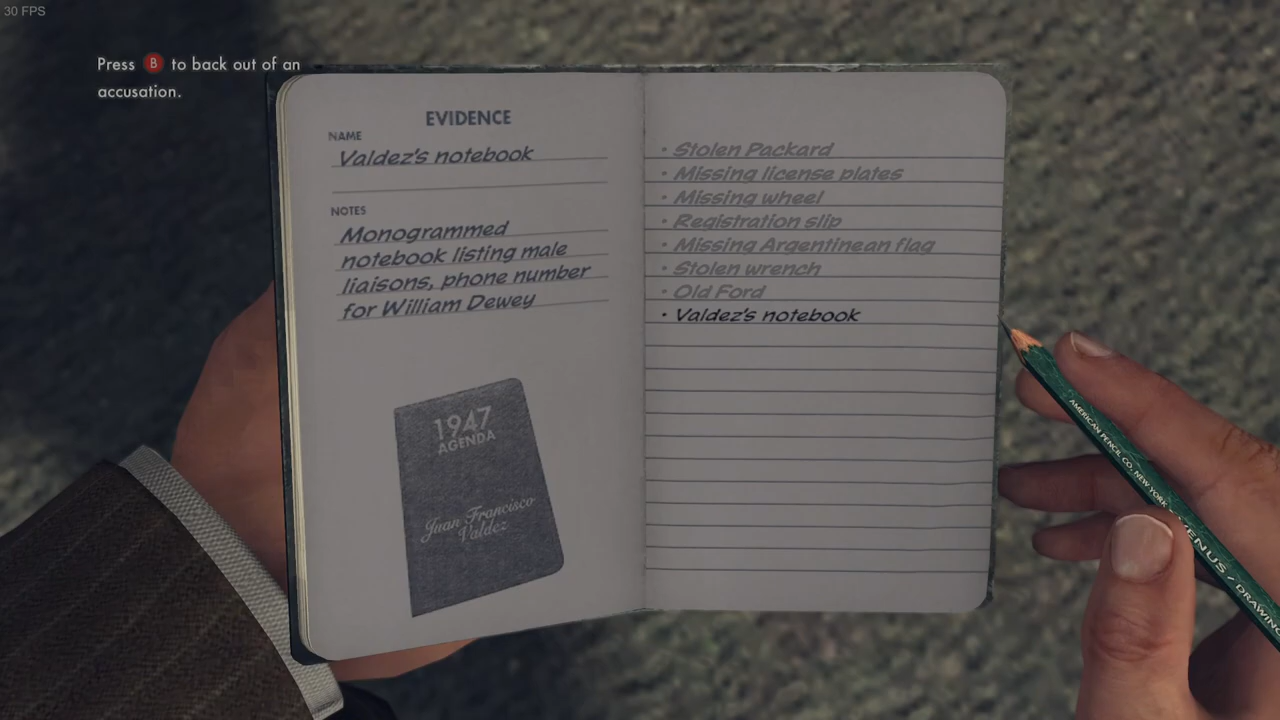 30 FPS
Press B to back out of an
accusation.
EVIDENCE
NAME
Valdez's notebook
NOTES
Monogrammed
notebook listing male
liaisons, phone number
for William Dewey
1947
AGENDA
Juan Francisco
Valdez
• Stolen Packard
• Missing license plates
• Missing wheel
• Registration slip
• Missing Argentinean flag
• Stolen wrench
• Old Ford
• Valdez's notebook
AMERICAN PENCIL CO. NEW YORK
VENUS / DRAWING